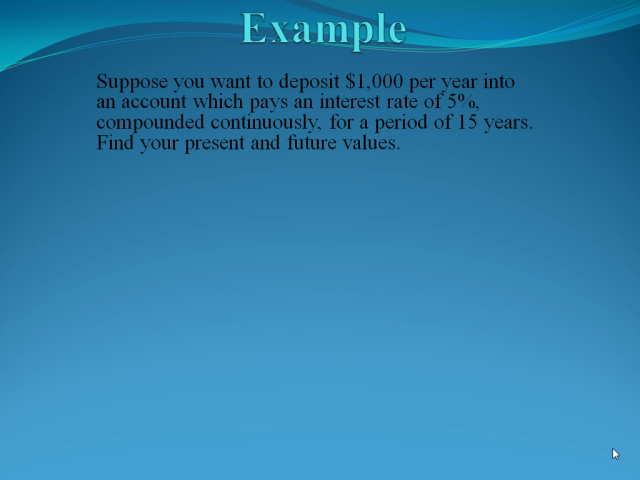 Example
Suppose you want to deposit $1,000 per year into
an account which pays an interest rate of 5%,
compounded continuously, for a period of 15 years.
Find your present and future values.